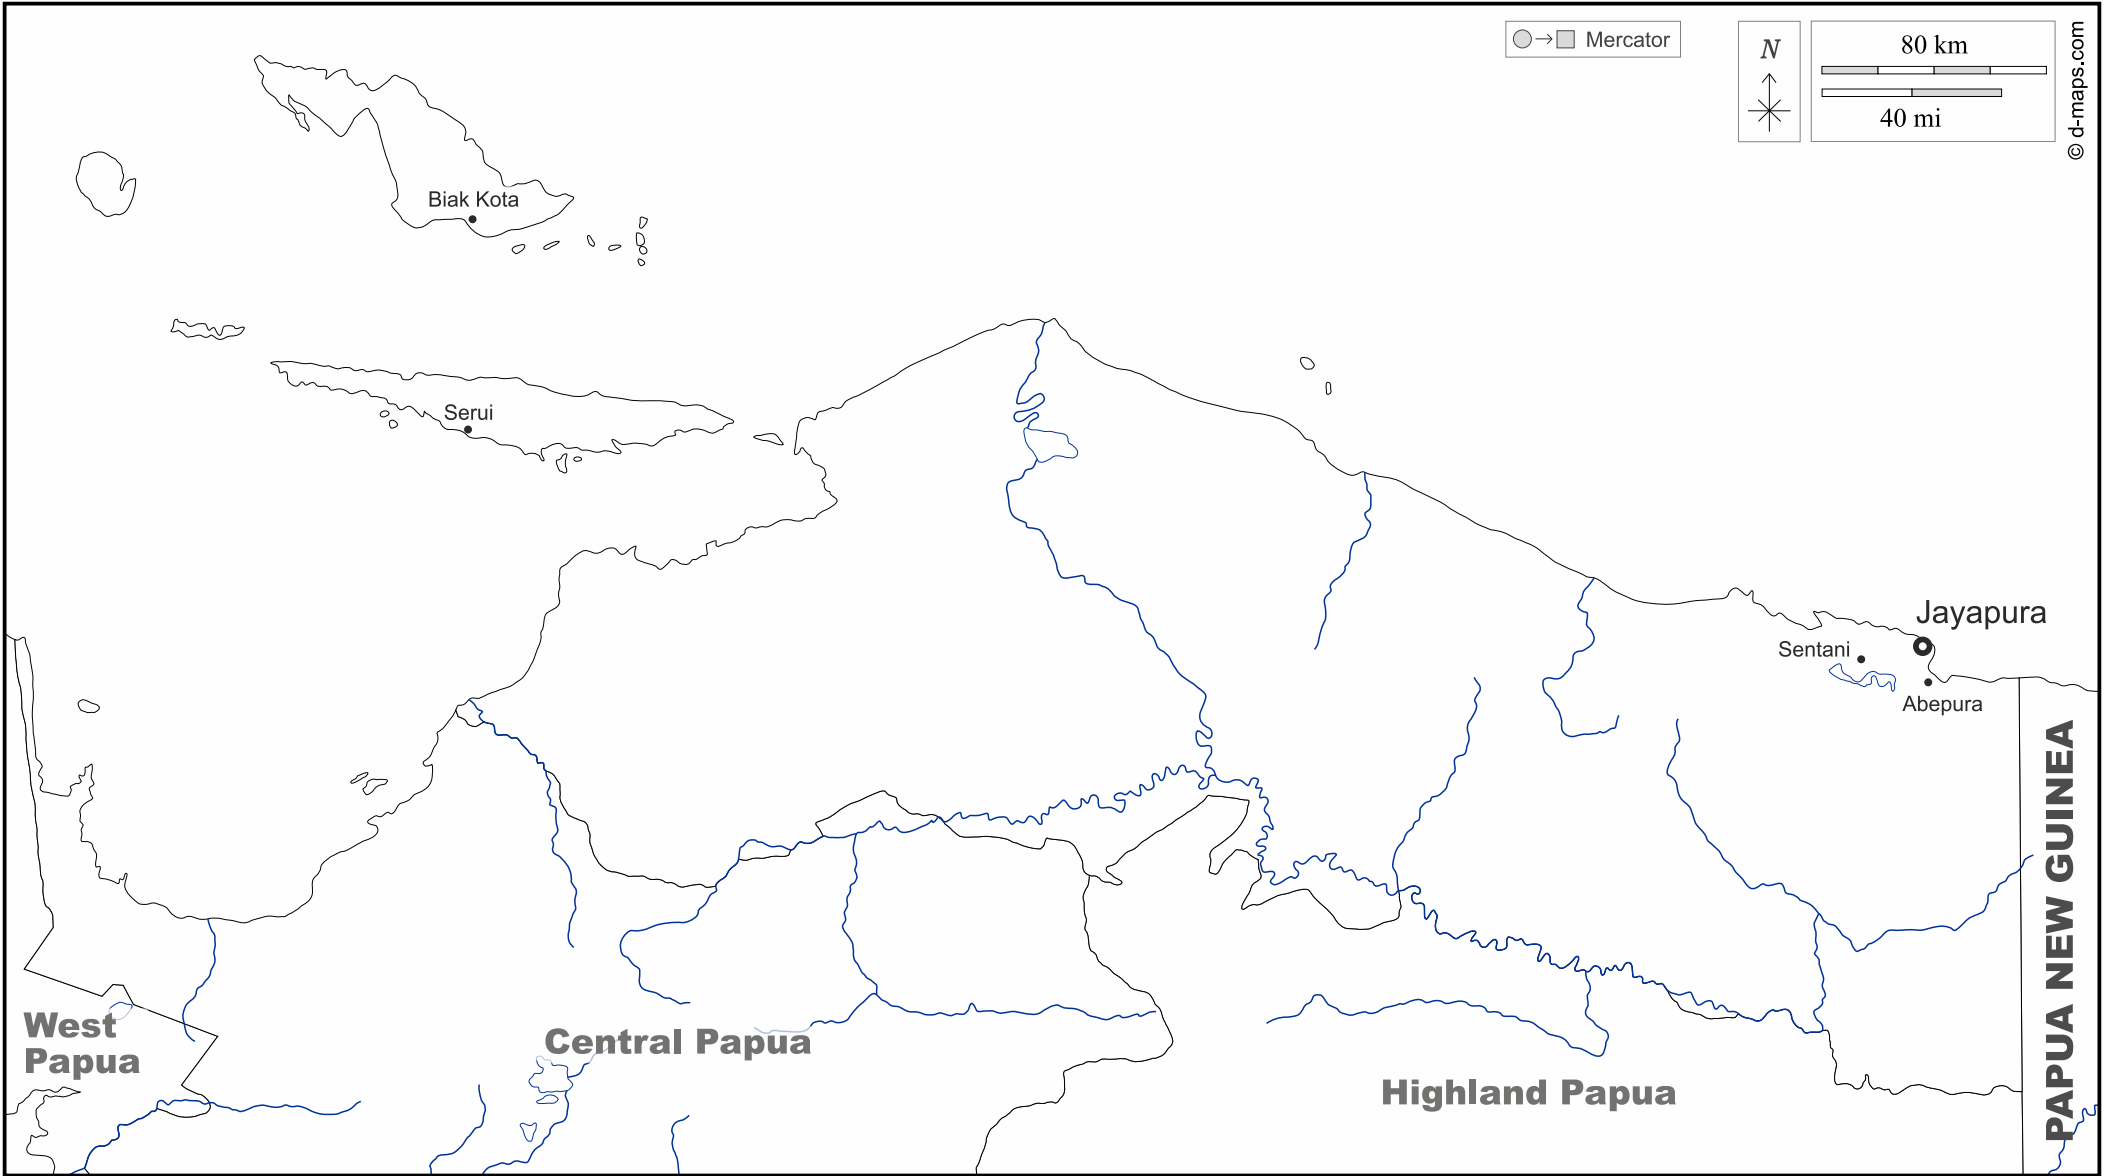 Mercator
N
80 km
40 mi
© d-maps.com
Biak Kota
Serui
Jayapura
Sentani
Abepura
PAPUA NEW GUINEA
West
Papua
Central Papua
Highland Papua